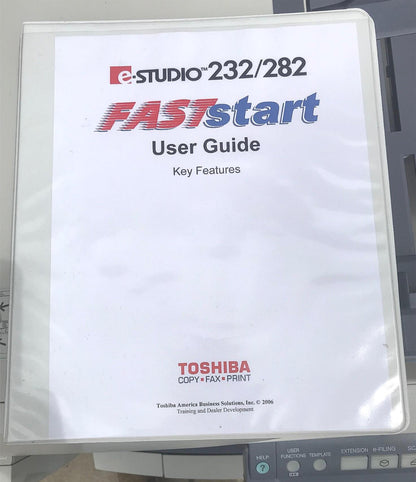 e-STUDIO™232/282
FASTstart
User Guide
Key Features
TOSHIBA
COPY•FAX•PRINT
Toshiba America Business Solutions, Inc. © 2006
Training and Dealer Development
HELP
?
USER
FUNCTIONS
TEMPLATE
EXTENSION
e-FILING